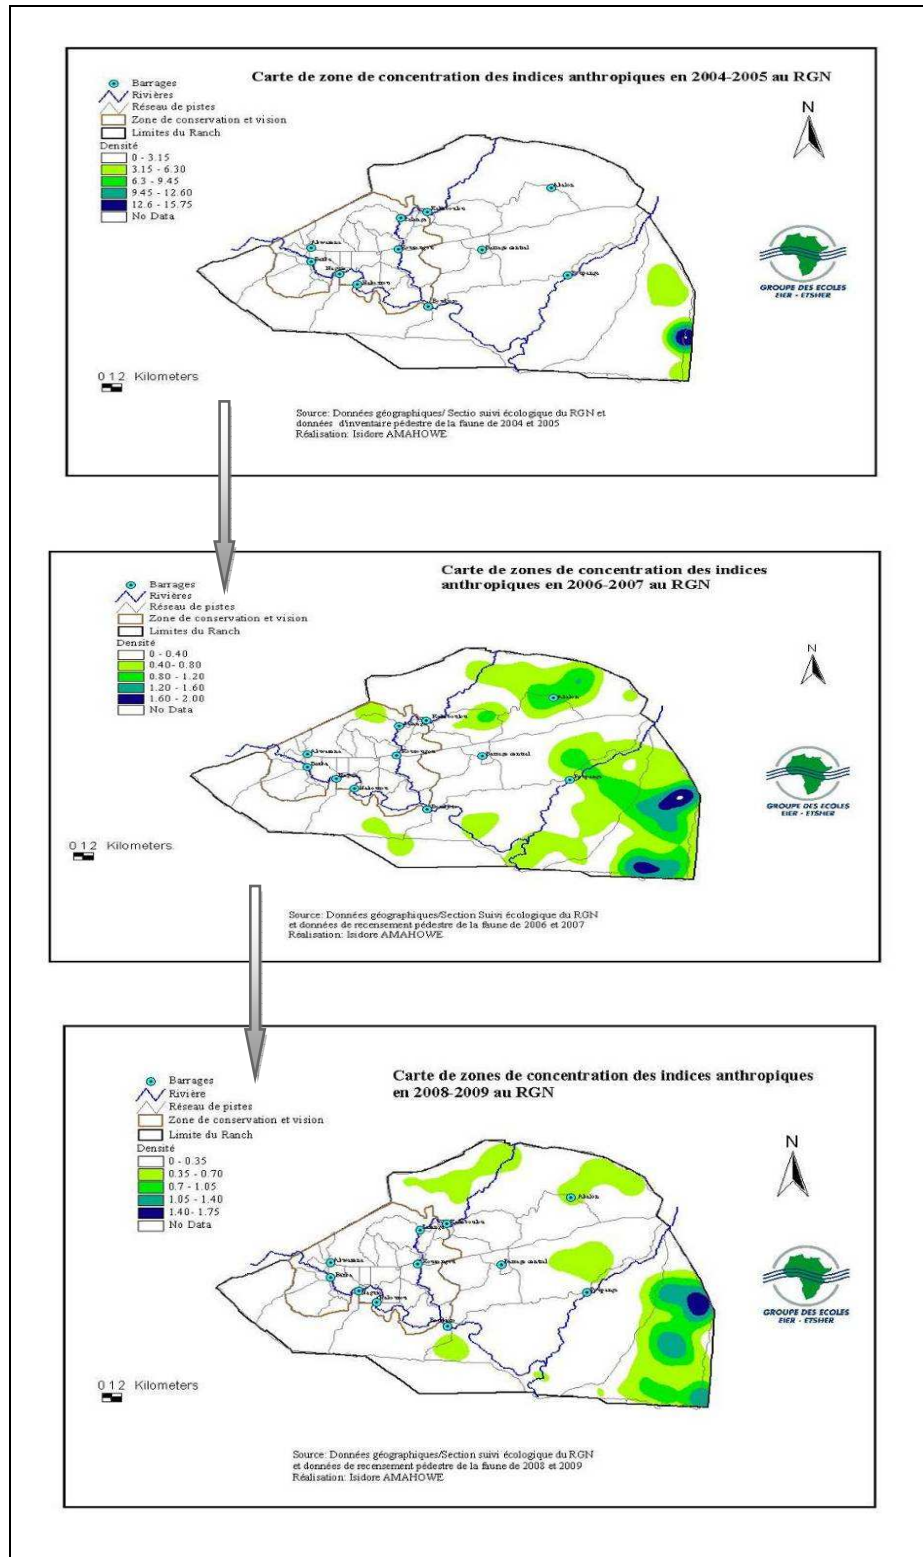 Carte de zone de concentration des indices anthropiques en 2004-2005 au RGN
Barrages
Rivières
Réseau de pistes
Zone de conservation et vision
Limites du Ranch
Densité
0 - 3.15
3.15 - 6.30
6.3 - 9.45
9.45 - 12.60
12.6 - 15.75
No Data
N
GROUPE DES ECOLES
EIER - ETSHER
0 1 2 Kilometers
Source: Données géographiques/ Sectio suivi écologique du RGN et
données d'inventaire pédestre de la faune de 2004 et 2005
Réalisation: Isidore AMAHOWE
Carte de zones de concentration des indices
anthropiques en 2006-2007 au RGN
Barrages
Rivières
Réseau de pistes
Zone de conservation et vision
Limites du Ranch
Densité
0 - 0.40
0.40- 0.80
0.80 - 1.20
1.20 - 1.60
1.60 - 2.00
No Data
N
GROUPE DES ECOLES
EIER - ETSHER
0 1 2 Kilometers
Source: Données géographiques/Section Suivi écologique du RGN
et données de recensement pédestre de la faune de 2006 et 2007
Réalisation: Isidore AMAHOWE
Carte de zones de concentration des indices anthropiques
en 2008-2009 au RGN
Barrages
Rivière
Réseau de pistes
Zone de conservation et vision
Limite du Ranch
Densité
0 - 0.35
0.35 - 0.70
0.7 - 1.05
1.05 - 1.40
1.40- 1.75
No Data
N
GROUPE DES ECOLES
EIER - ETSHER
0 1 2 Kilometers
Source: Données géographiques/Section suivi écologique du RGN
et données de recensement pédestre de la faune de 2008 et 2009
Réalisation: Isidore AMAHOWE